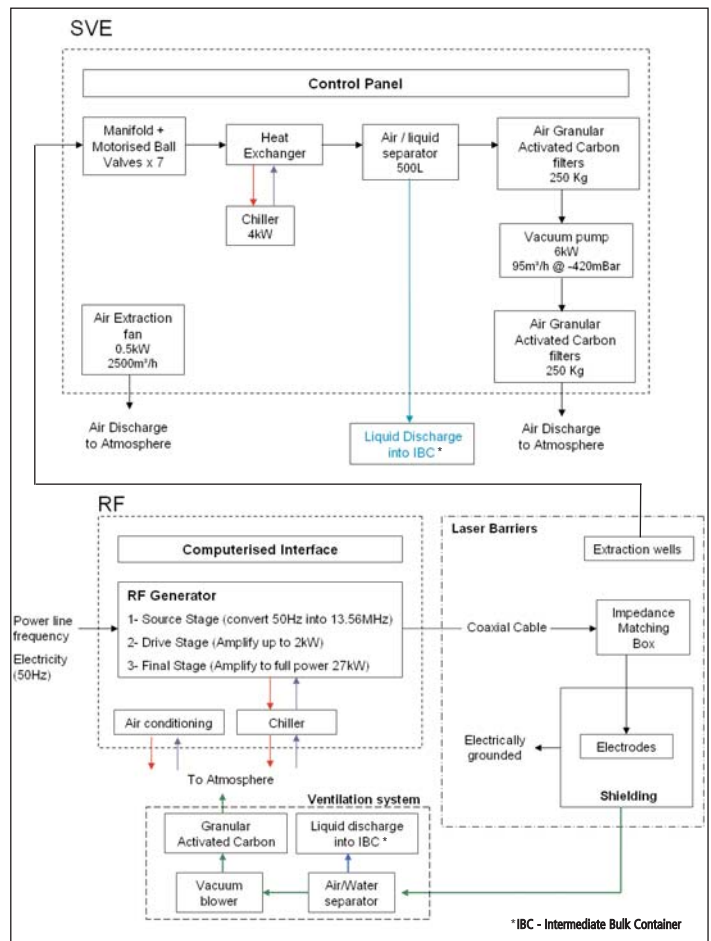 SVE
Control Panel
Manifold +
Motorised Ball
Valves x 7
Heat
Exchanger
Air / liquid
separator
500L
Air Granular
Activated Carbon
filters
250 Kg
Chiller
4kW
Vacuum pump
6kW
95m³/h @ -420mBar
Air Extraction
fan
0.5kW
2500m³/h
Air Granular
Activated Carbon
filters
250 Kg
Air Discharge
to Atmosphere
Liquid Discharge
into IBC *
Air Discharge
to Atmosphere
RF
Computerised Interface
Laser Barriers
Extraction wells
Power line
frequency
Electricity
(50Hz)
RF Generator
1- Source Stage (convert 50Hz into 13.56MHz)
2- Drive Stage (Amplify up to 2kW)
3- Final Stage (Amplify to full power 27kW)
Coaxial Cable
Impedance
Matching
Box
Air conditioning
Chiller
Electrically
grounded
Electrodes
Shielding
To Atmosphere
Ventilation system
Granular
Activated Carbon
Liquid discharge
into IBC *
Vacuum
blower
Air/Water
separator
*IBC - Intermediate Bulk Container